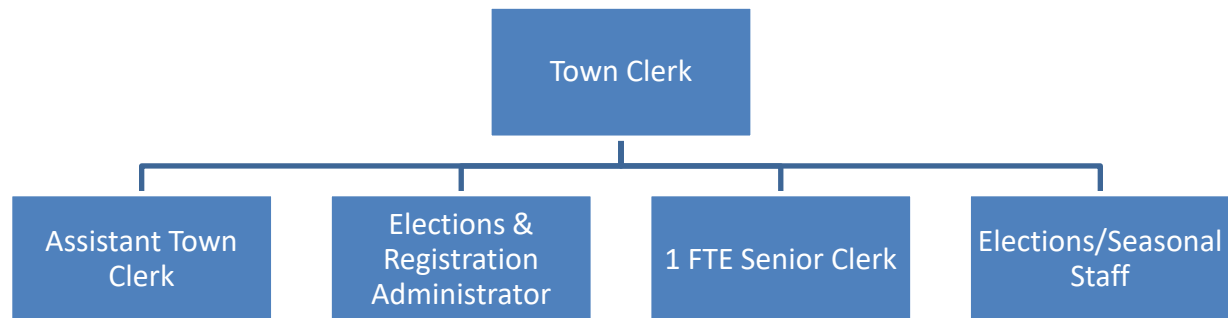 Town Clerk
Assistant Town
Clerk
Elections &
Registration
Administrator
1 FTE Senior Clerk
Elections/Seasonal
Staff